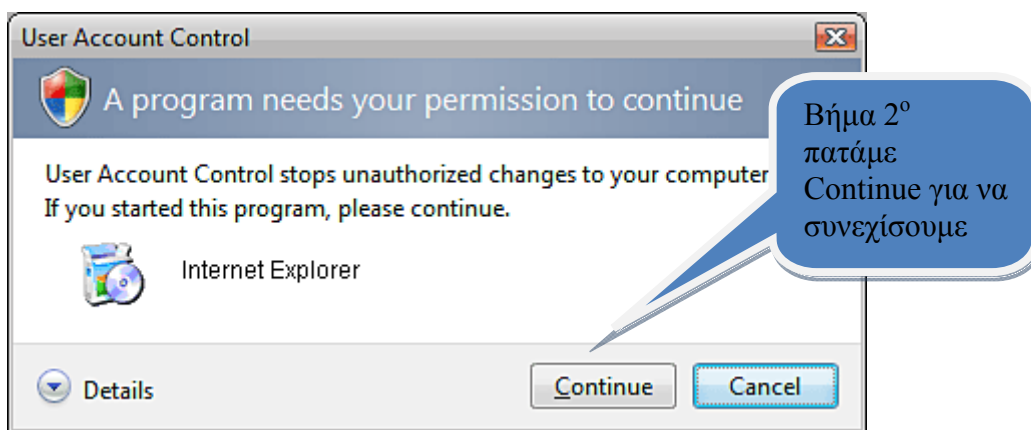 User Account Control
A program needs your permission to continue
User Account Control stops unauthorized changes to your computer
If you started this program, please continue.
Internet Explorer
Details
Continue
Cancel
Βήμα 2º
πατάμε
Continue για να
συνεχίσουμε